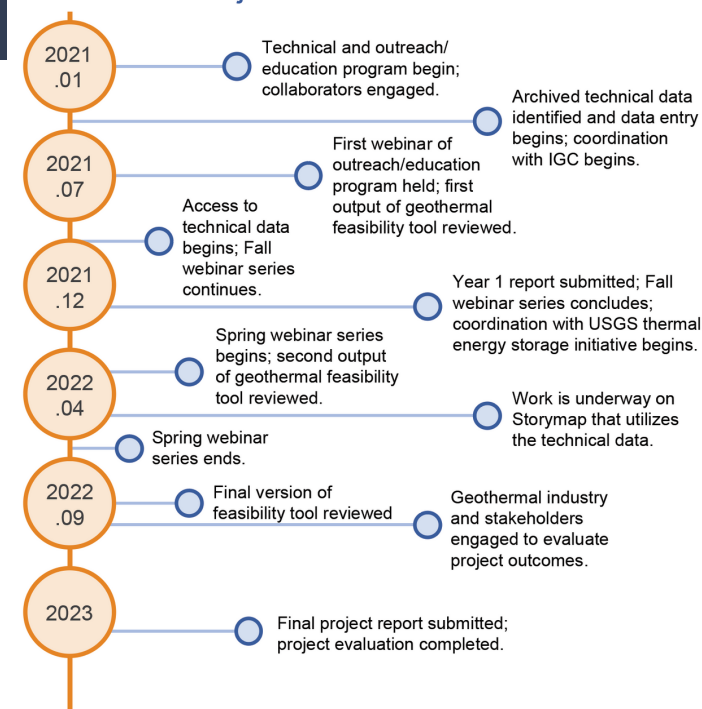 2021
.01
Technical and outreach/
education program begin;
collaborators engaged.
Archived technical data
identified and data entry
begins; coordination
with IGC begins.
2021
.07
First webinar of
outreach/education
program held; first
output of geothermal
feasibility tool reviewed.
Access to
technical data
begins; Fall
webinar series
continues.
2021
.12
Year 1 report submitted; Fall
webinar series concludes;
coordination with USGS thermal
energy storage initiative begins.
Spring webinar series
begins; second output
of geothermal feasibility
tool reviewed.
2022
.04
Work is underway on
Storymap that utilizes
the technical data.
Spring webinar
series ends.
2022
.09
Final version of
feasibility tool reviewed
Geothermal industry
and stakeholders
engaged to evaluate
project outcomes.
2023
Final project report submitted;
project evaluation completed.